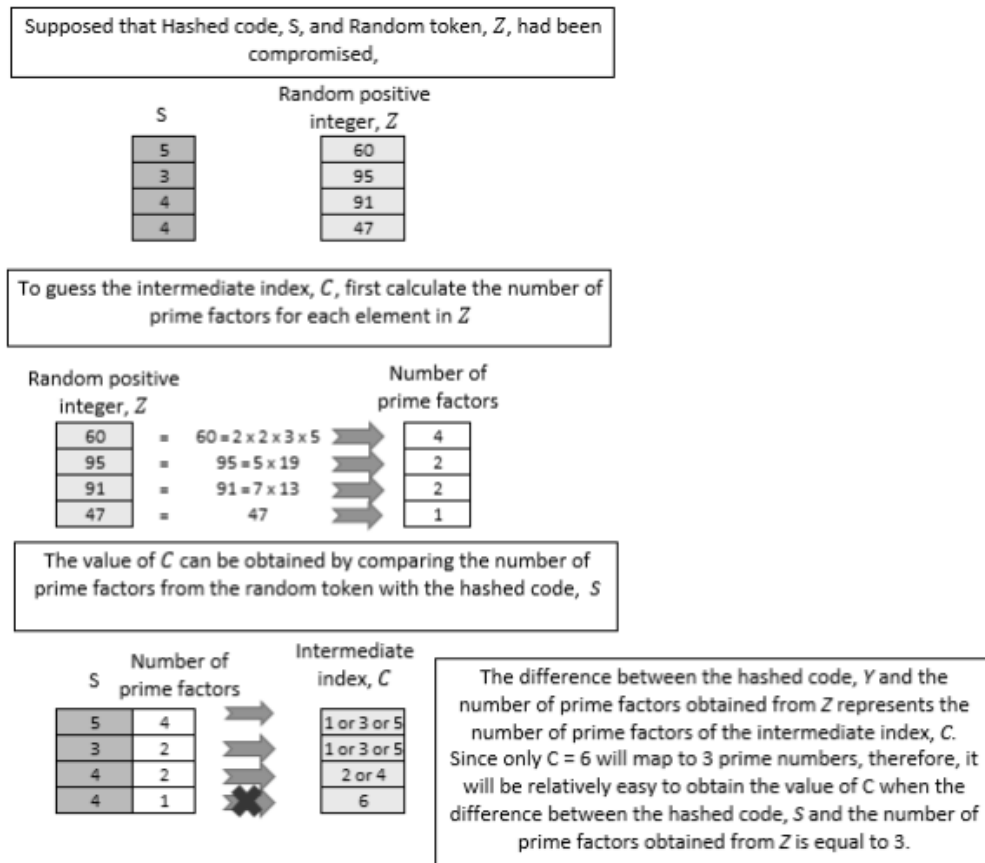 Supposed that Hashed code, S, and Random token, Z, had been
compromised,
S
Random positive
integer, Z
5 60
3 95
4 91
4 47
To guess the intermediate index, C, first calculate the number of
prime factors for each element in Z
Random positive
integer, Z
Number of
prime factors
60 = 60 = 2 x 2 x 3 x 5 4
95 = 95 = 5 x 19 2
91 = 91 = 7 x 13 2
47 = 47 1
The value of C can be obtained by comparing the number of
prime factors from the random token with the hashed code, S
S
Number of
prime factors
Intermediate
index, C
5 4 1 or 3 or 5
3 2 1 or 3 or 5
4 2 2 or 4
4 1 6
The difference between the hashed code, Y and the
number of prime factors obtained from Z represents the
number of prime factors of the intermediate index, C.
Since only C = 6 will map to 3 prime numbers, therefore, it
will be relatively easy to obtain the value of C when the
difference between the hashed code, S and the number of
prime factors obtained from Z is equal to 3.